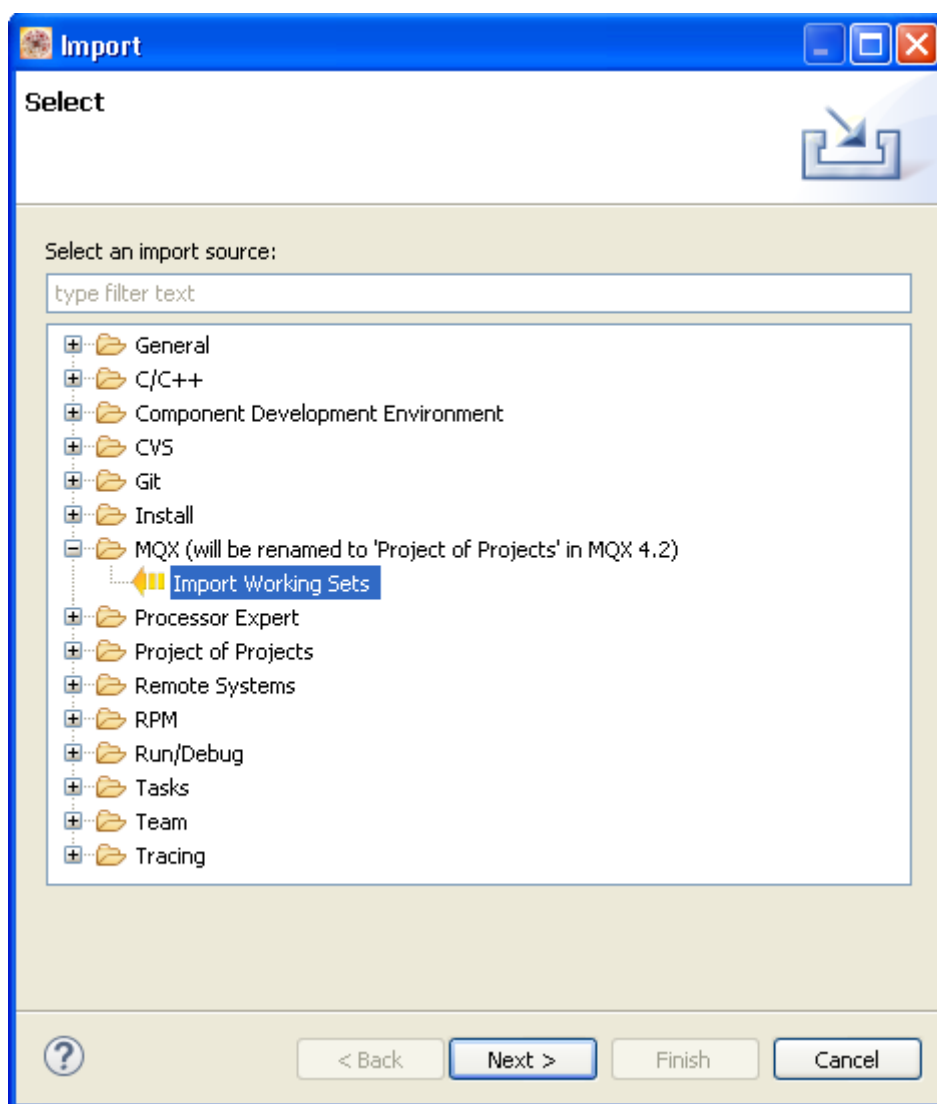 Import
Select
Select an import source:
type filter text
General
C/C++
Component Development Environment
CVS
Git
Install
MQX (will be renamed to 'Project of Projects' in MQX 4.2)
Import Working Sets
Processor Expert
Project of Projects
Remote Systems
RPM
Run/Debug
Tasks
Team
Tracing
? < Back Next > Finish Cancel